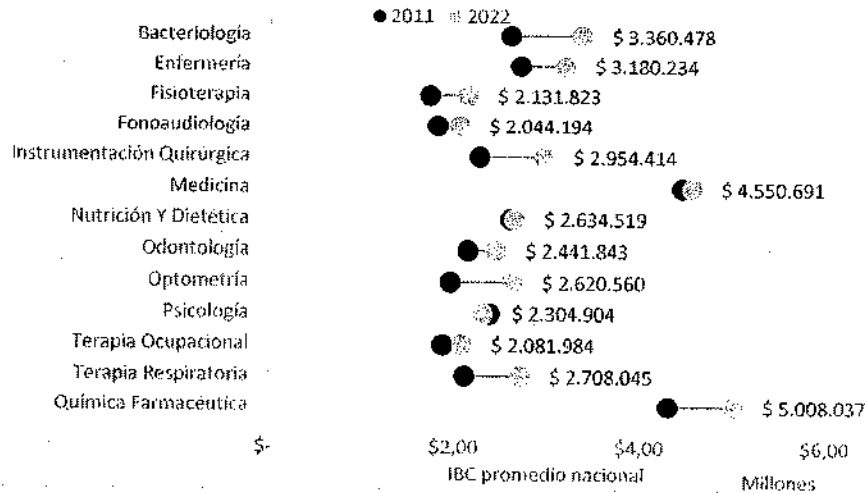 ● 2011 ● 2022
Bacteriología $ 3.360.478
Enfermería $ 3.180.234
Fisioterapia $ 2.131.823
Fonoaudiología $ 2.044.194
Instrumentación Quirúrgica $ 2.954.414
Medicina $ 4.550.691
Nutrición Y Dietética $ 2.634.519
Odontología $ 2.441.843
Optometría $ 2.620.560
Psicología $ 2.304.904
Terapia Ocupacional $ 2.081.984
Terapia Respiratoria $ 2.708.045
Química Farmacéutica $ 5.008.037
$- $2,00 $4,00 $6,00
IBC promedio nacional Millones